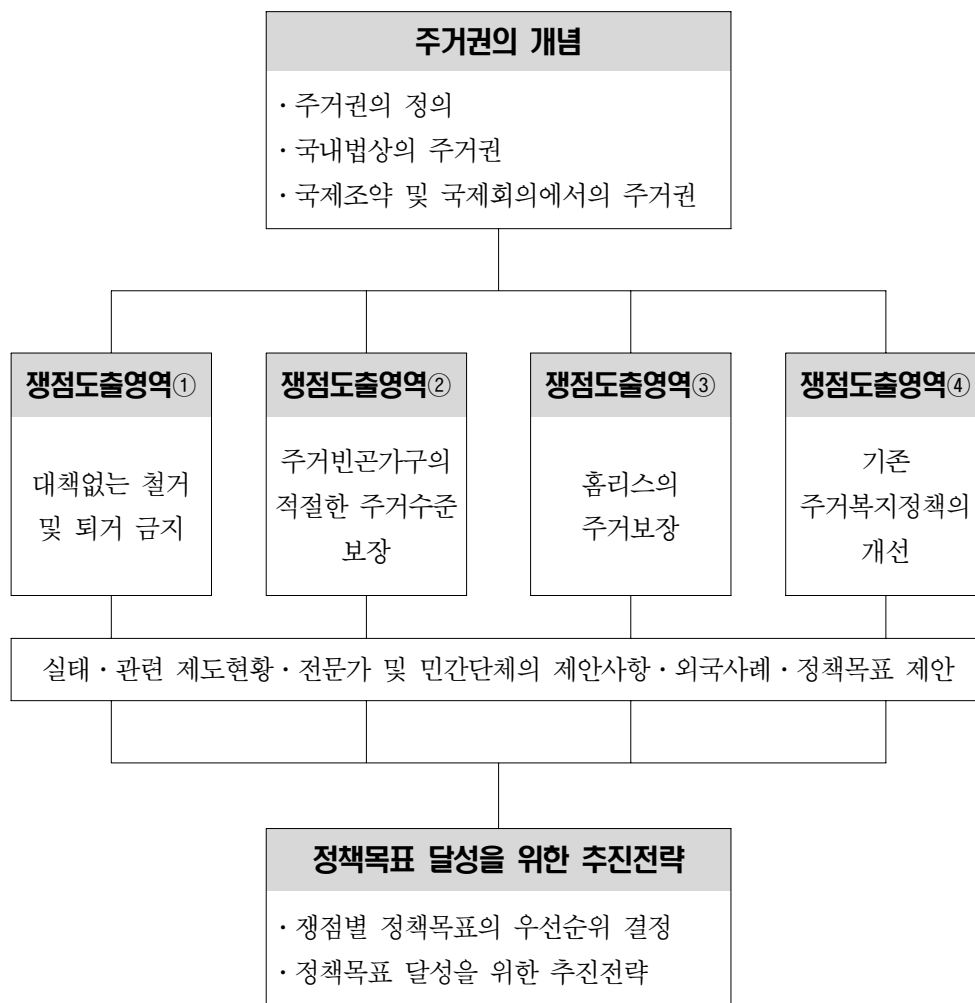 주거권의 개념
· 주거권의 정의
· 국내법상의 주거권
· 국제조약 및 국제회의에서의 주거권
쟁점도출영역①
대책없는 철거
및 퇴거 금지
쟁점도출영역②
주거빈곤가구의
적절한 주거수준
보장
쟁점도출영역③
홈리스의
주거보장
쟁점도출영역④
기존
주거복지정책의
개선
실태 · 관련 제도현황 · 전문가 및 민간단체의 제안사항 · 외국사례 · 정책목표 제안
정책목표 달성을 위한 추진전략
· 쟁점별 정책목표의 우선순위 결정
· 정책목표 달성을 위한 추진전략